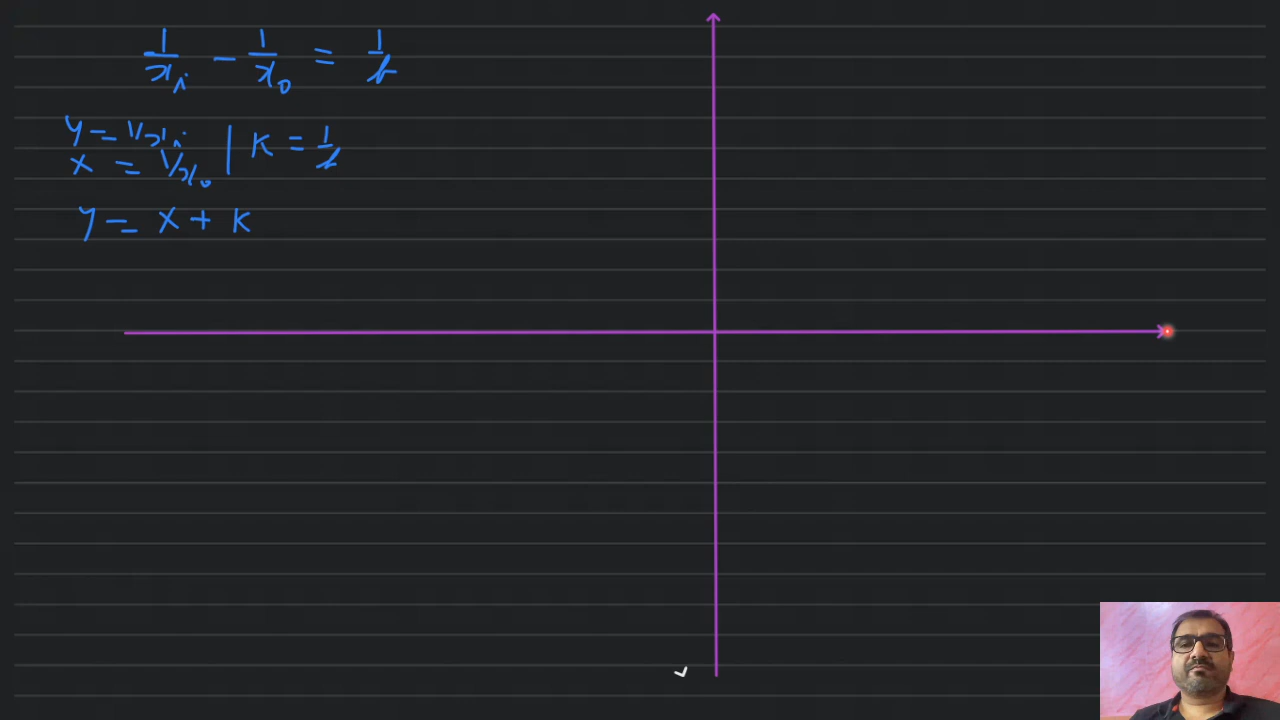 1/x_i - 1/x_o = 1/f
y = 1/x_i | K = 1/f
x = 1/x_o
y = x + K